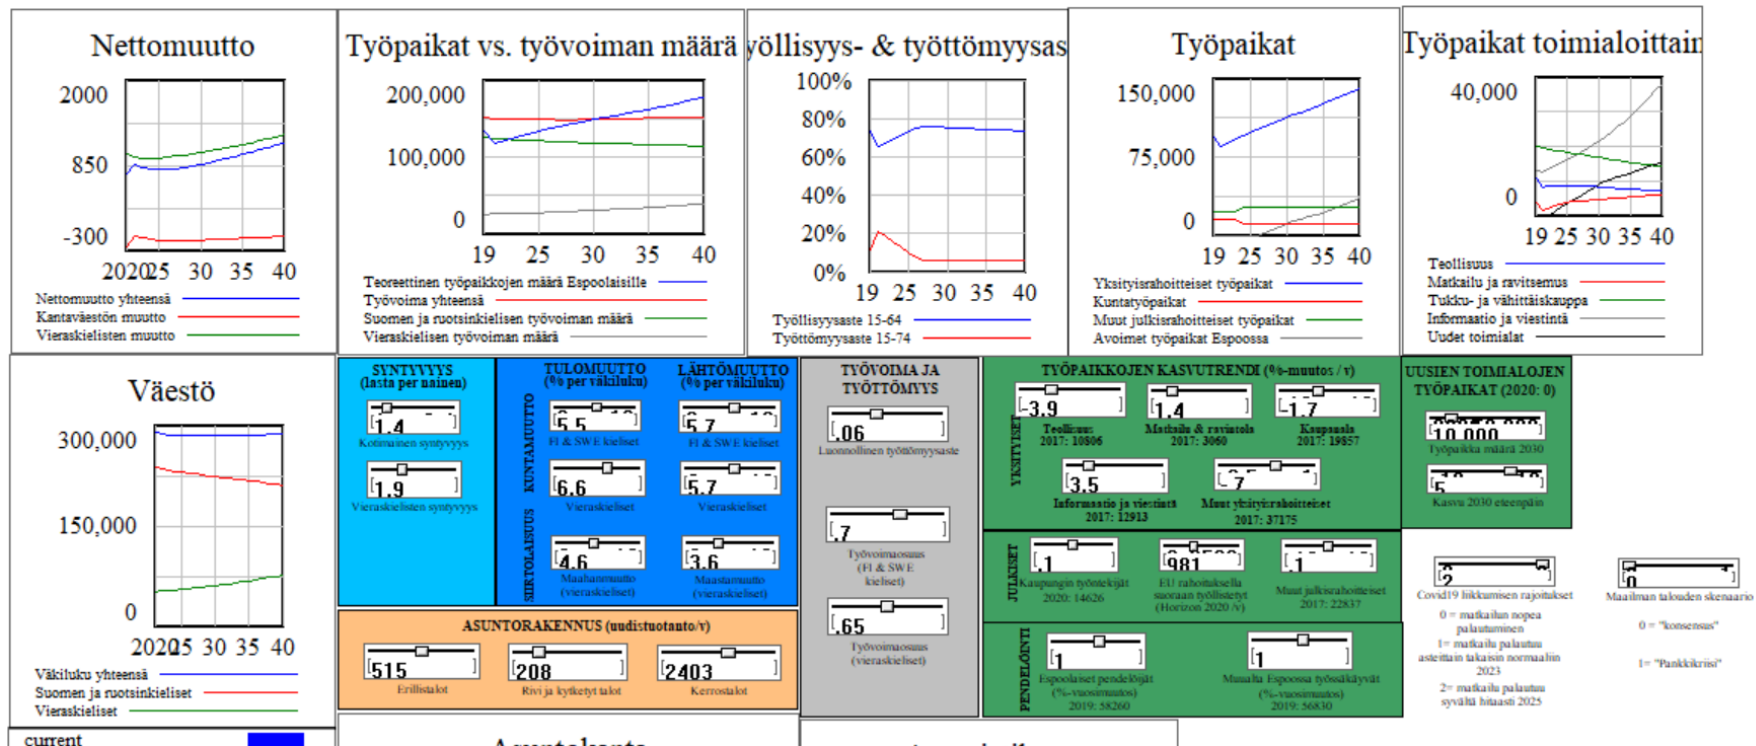 Nettomuutto
2000
850
-300
202025 30 35 40
Nettomuutto yhteensä
Kantaväestön muutto
Vieraskielisten muutto
Työpaikat vs. työvoiman määrä
200,000
100,000
0
19 25 30 35 40
Teoreettinen työpaikkojen määrä Espoolaisille
Työvoima yhteensä
Suomen ja ruotsinkielisen työvoiman määrä
Vieraskielisen työvoiman määrä
yöllisyys- & työttömyysas
100%
80%
60%
40%
20%
0%
19 25 30 35 40
Työllisyysaste 15-64
Työttömyysaste 15-74
Työpaikat
150,000
75,000
0
19 25 30 35 40
Yksityisrahoitteiset työpaikat
Kuntatyöpaikat
Muut julkisrahoitteiset työpaikat
Avoimet työpaikat Espoossa
Työpaikat toimialoittain
40,000
0
19 25 30 35 40
Teollisuus
Matkailu ja ravitsemus
Tukku- ja vähittäiskauppa
Informaatio ja viestintä
Uudet toimialat
Väestö
300,000
150,000
0
202025 30 35 40
Väkiluku yhteensä
Suomen ja ruotsinkieliset
Vieraskieliset
current
SYNTYVYYS
(lasta per nainen)
[1.4 ]
Kotimainen syntyvyys
[1.9 ]
Vieraskielisten syntyvyys
TULOMUUTTO
(% per väkiluku)
LÄHTÖMUUTTO
(% per väkiluku)
KUNTAMUUTTO
[5.5 ]
FI & SWE kieliset
[5.7 ]
FI & SWE kieliset
[6.6 ]
Vieraskieliset
[5.7 ]
Vieraskieliset
SIIRTOLAISUUS
[4.6 ]
Maahanmuutto
(vieraskieliset)
[3.6 ]
Maastamuutto
(vieraskieliset)
ASUNTORAKENNUS (uudistuotanto/v)
[515 ]
Erillistalot
[208 ]
Rivi ja kytketyt talot
[2403 ]
Kerrostalot
TYÖVOIMA JA
TYÖTTÖMYYS
[.06 ]
Luonnollinen työttömyysaste
[.7 ]
Työvoimaosuus
(FI & SWE
kieliset)
[.65 ]
Työvoimaosuus
(vieraskieliset)
TYÖPAIKKOJEN KASVUTRENDI (%-muutos / v)
YKSITYISET
[-3.9 ]
Teollisuus
2017: 10806
[1.4 ]
Matkailu & ravintola
2017: 3060
[-1.7 ]
Kaupanala
2017: 19857
[3.5 ]
Informaatio ja viestintä
2017: 12913
Muut yksityisrahoitteiset
2017: 37175
JULKISET
[.1 ]
Kaupungin työntekijät
2020: 14626
[981 ]
EU rahoituksella
suoraan työllistetyt
(Horizon 2020 /v)
[.1 ]
Muut julkisrahoitteiset
2017: 22837
PENDELÖINTI
[1 ]
Espoolaiset pendelöijät
(%-vuosimuutos)
2019: 58260
[1 ]
Muualta Espoossa työssäkäyvät
(%-vuosimuutos)
2019: 56830
UUSIEN TOIMIALOJEN
TYÖPAIKAT (2020: 0)
[10,000 ]
Työpaikka määrä 2030
[5 ]
Kasvu 2030 eteenpäin
[2 ]
Covid19 liikkumisen rajoitukset
0 = matkailun nopea
palautuminen
1= matkailu palautuu
asteittain takaisin normaaliin
2023
2= matkailu palautuu
syvältä hitaasti 2025
[0 ]
Maailman talouden skenaario
0 = "konsensus"
1= "Pankkikriisi"